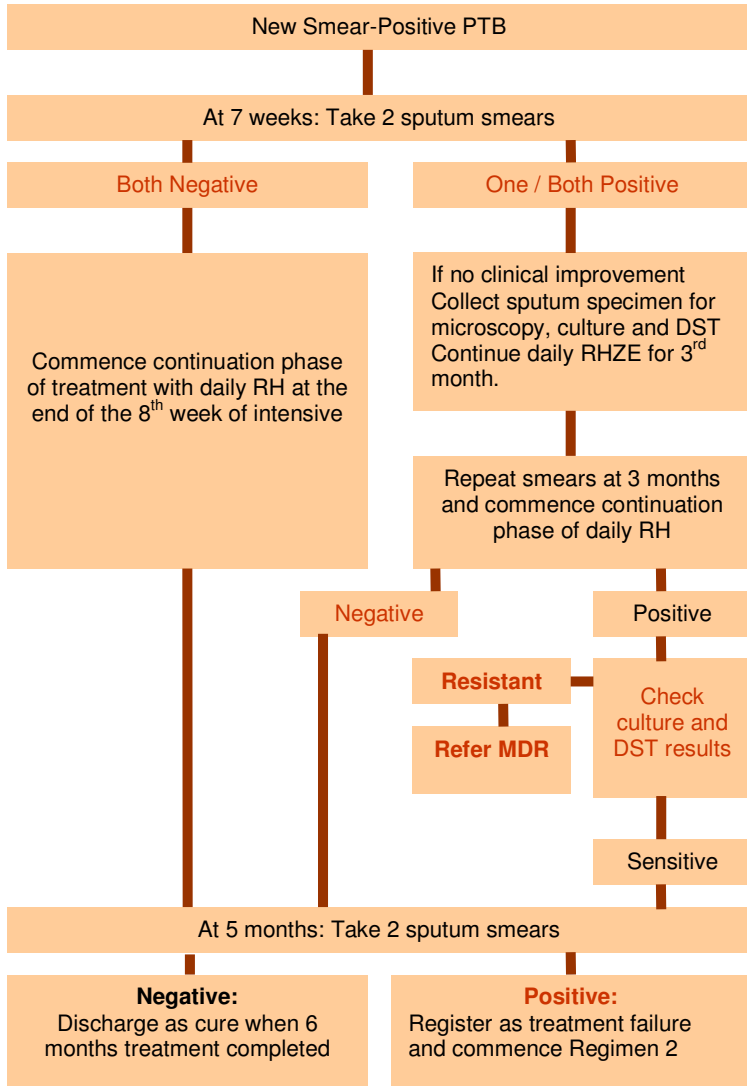 New Smear-Positive PTB
At 7 weeks: Take 2 sputum smears
Both Negative
One / Both Positive
Commence continuation phase
of treatment with daily RH at the
end of the 8th week of intensive
If no clinical improvement
Collect sputum specimen for
microscopy, culture and DST
Continue daily RHZE for 3rd
month.
Repeat smears at 3 months
and commence continuation
phase of daily RH
Negative
Positive
Resistant
Refer MDR
Check
culture and
DST results
Sensitive
At 5 months: Take 2 sputum smears
Negative:
Discharge as cure when 6
months treatment completed
Positive:
Register as treatment failure
and commence Regimen 2